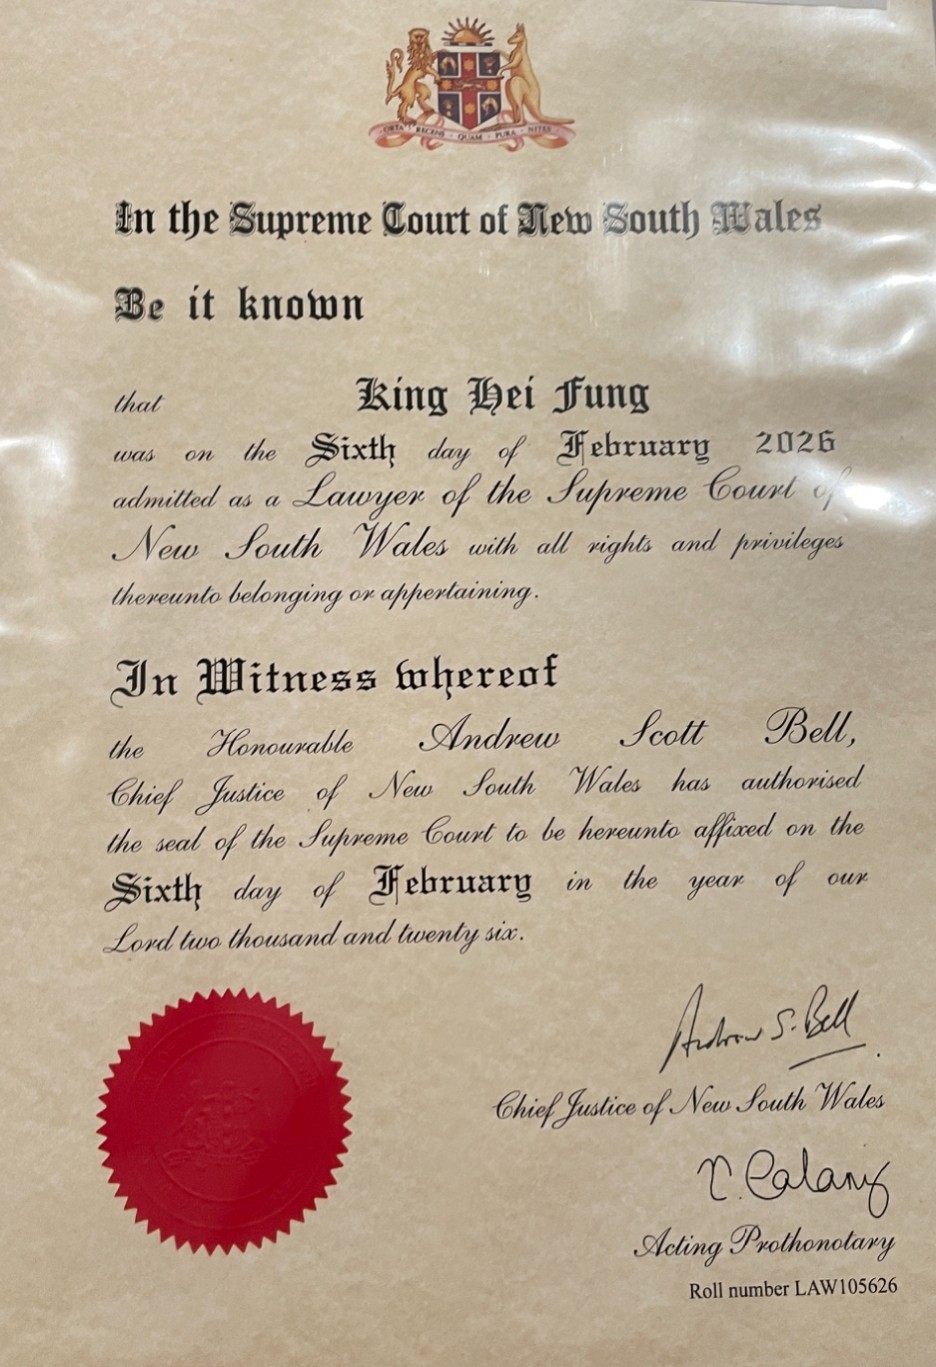 ORTA RECENS QUAM PURA NITES
In the Supreme Court of New South Wales
Be it known
that King Hei Fung
was on the Sixth day of February 2026
admitted as a Lawyer of the Supreme Court of
New South Wales with all rights and privileges
thereunto belonging or appertaining.
In Witness whereof
the Honourable Andrew Scott Bell,
Chief Justice of New South Wales has authorised
the seal of the Supreme Court to be hereunto affixed on the
Sixth day of February in the year of our
Lord two thousand and twenty six.
Andrew S. Bell
Chief Justice of New South Wales
Acting Prothonotary
Roll number LAW105626